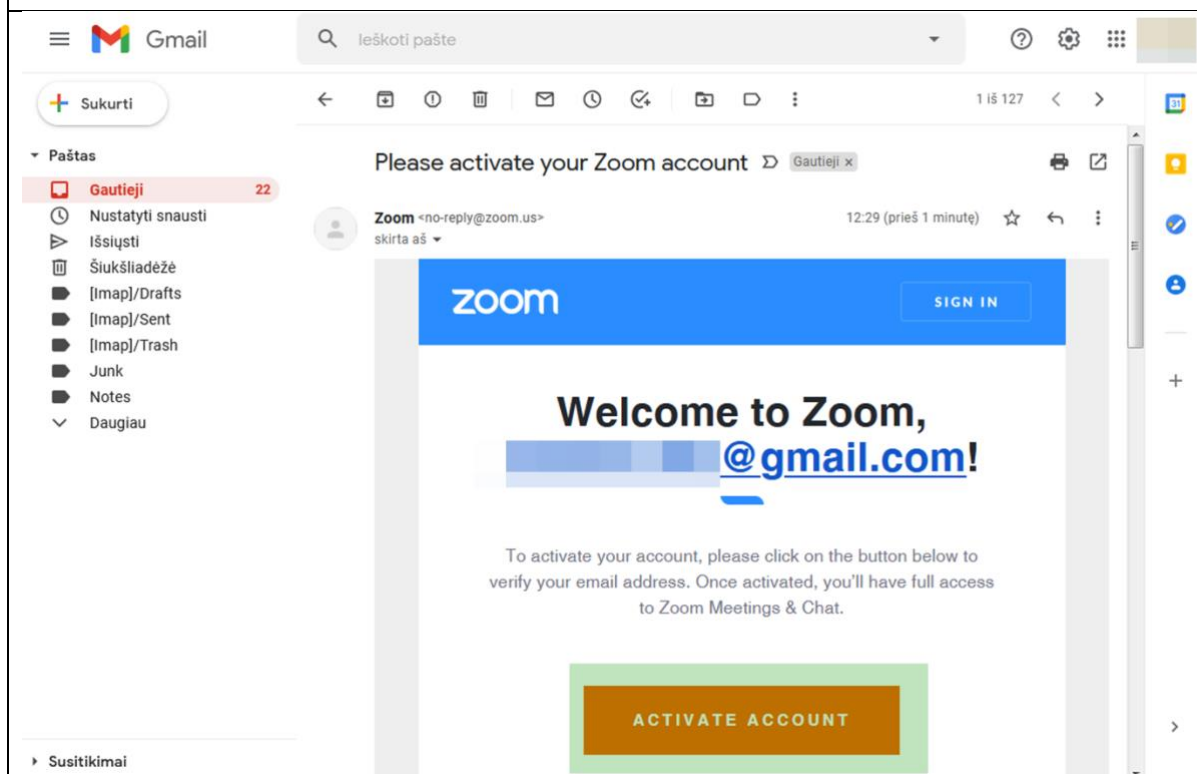 Gmail
Ieškoti pašte
Sukurti
1 iš 127
31
Paštas
Gautieji 22
Nustatyti snausti
Išsiųsti
Šiukšliadėžė
[Imap]/Drafts
[Imap]/Sent
[Imap]/Trash
Junk
Notes
Daugiau
Susitikimai
Please activate your Zoom account Gautieji x
Zoom <no-reply@zoom.us> 12:29 (prieš 1 minutę)
skirta aš
zoom
SIGN IN
Welcome to Zoom,
@gmail.com!
To activate your account, please click on the button below to
verify your email address. Once activated, you'll have full access
to Zoom Meetings & Chat.
ACTIVATE ACCOUNT